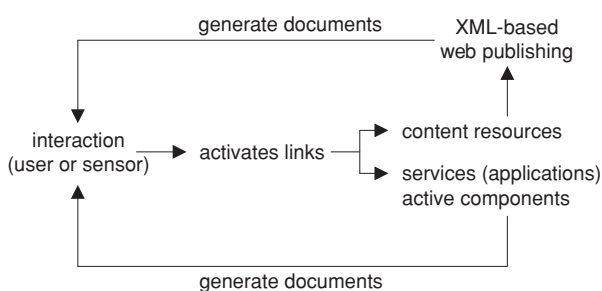 generate documents
XML-based
web publishing
interaction
(user or sensor)
activates links
content resources
services (applications)
active components
generate documents